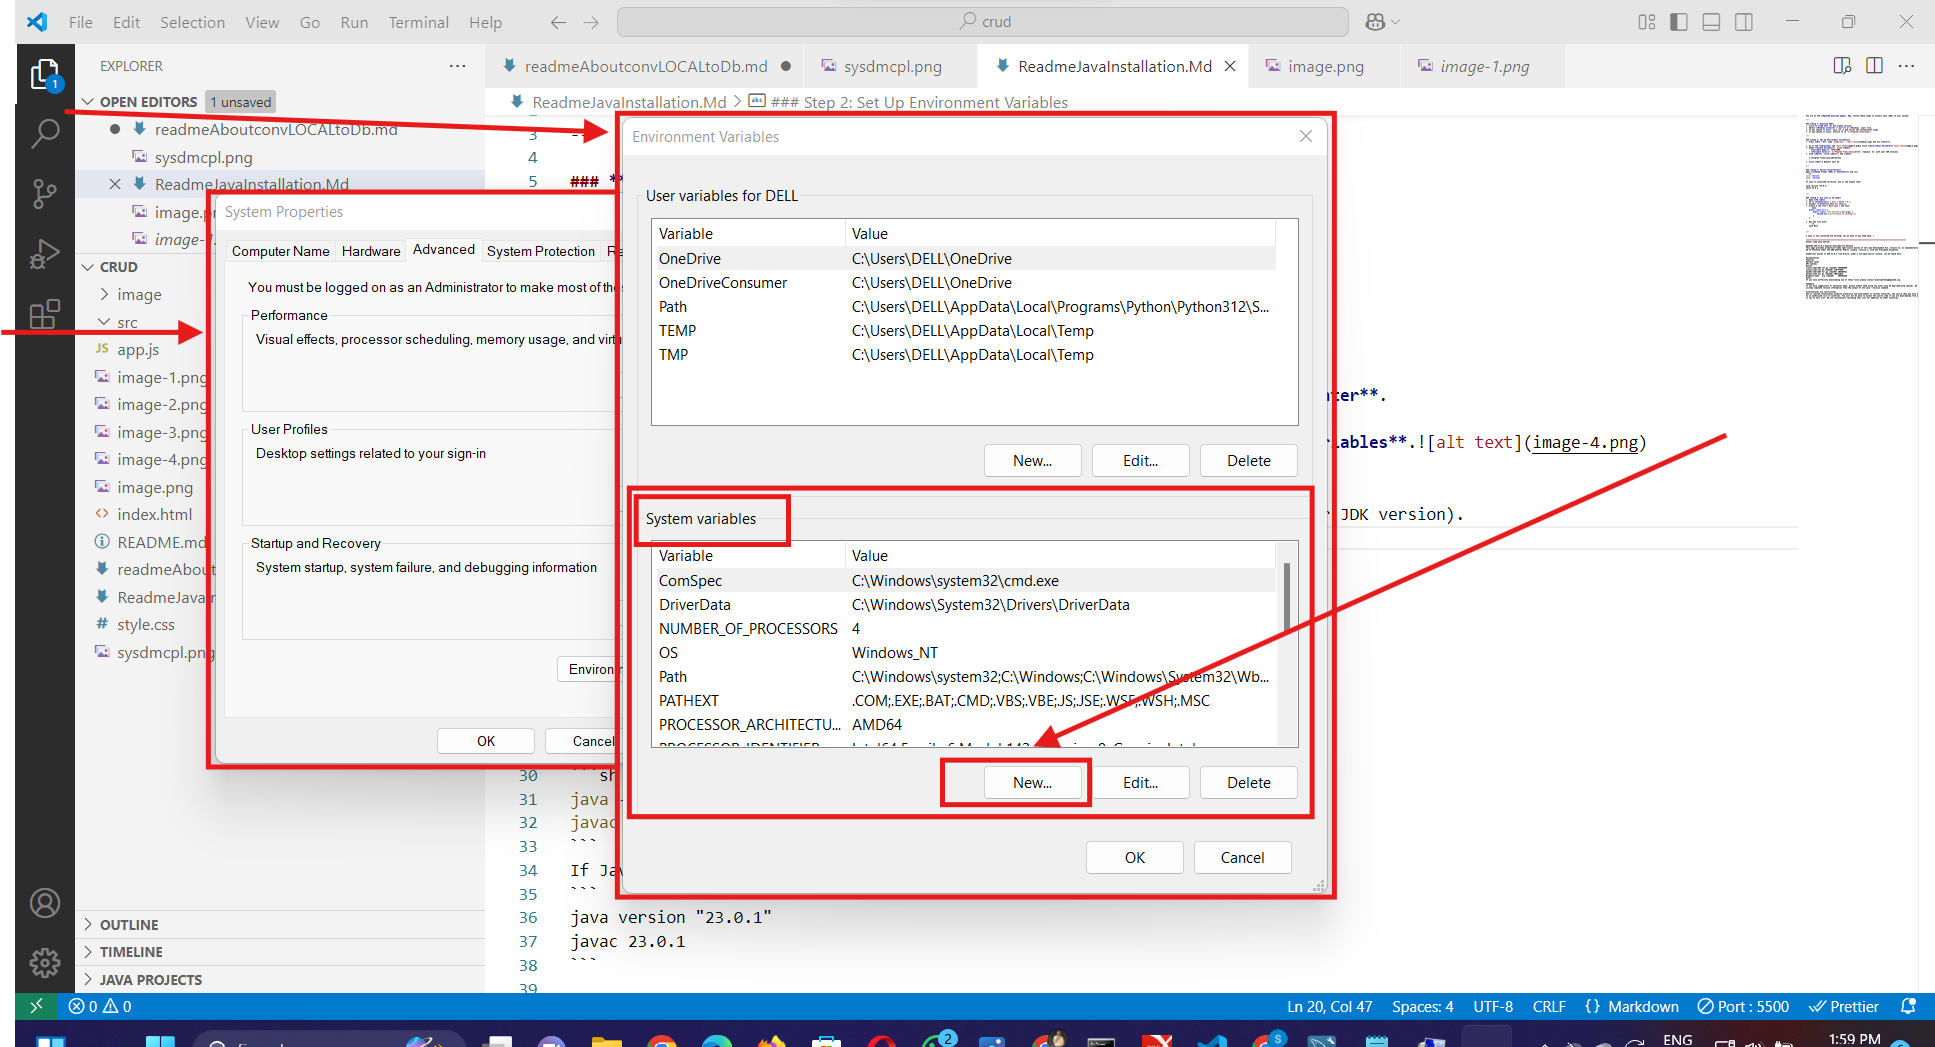 File Edit Selection View Go Run Terminal Help
crud
EXPLORER
OPEN EDITORS 1 unsaved
readmeAboutconvLOCALtoDb.md
sysdmcpl.png
ReadmeJavaInstallation.Md
image.pr
image-1.
CRUD
image
src
JS app.js
image-1.png
image-2.png
image-3.png
image-4.png
image.png
<> index.html
README.md
readmeAbout
ReadmeJavaIr
# style.css
sysdmcpl.png
OUTLINE
TIMELINE
JAVA PROJECTS
readmeAboutconvLOCALtoDb.md
sysdmcpl.png
ReadmeJavaInstallation.Md
image.png
image-1.png
ReadmeJavaInstallation.Md > abc ### Step 2: Set Up Environment Variables
3 --
4
5 ### **
nter**.
iables**.![alt text](image-4.png)
JDK version).
30 ```sh
31 java -
32 javac
33 ```
34 If Jav
35 ```
36 java version "23.0.1"
37 javac 23.0.1
38 ```
39
System Properties
Computer Name Hardware Advanced System Protection Re
You must be logged on as an Administrator to make most of the
Performance
Visual effects, processor scheduling, memory usage, and virtu
User Profiles
Desktop settings related to your sign-in
Startup and Recovery
System startup, system failure, and debugging information
Environm
OK Cancel
Environment Variables
User variables for DELL
Variable Value
OneDrive C:\Users\DELL\OneDrive
OneDriveConsumer C:\Users\DELL\OneDrive
Path C:\Users\DELL\AppData\Local\Programs\Python\Python312\S...
TEMP C:\Users\DELL\AppData\Local\Temp
TMP C:\Users\DELL\AppData\Local\Temp
New... Edit... Delete
System variables
Variable Value
ComSpec C:\Windows\system32\cmd.exe
DriverData C:\Windows\System32\Drivers\DriverData
NUMBER_OF_PROCESSORS 4
OS Windows_NT
Path C:\Windows\system32;C:\Windows;C:\Windows\System32\Wb...
PATHEXT .COM;.EXE;.BAT;.CMD;.VBS;.VBE;.JS;.JSE;.WSF;.WSH;.MSC
PROCESSOR_ARCHITECTU... AMD64
New... Edit... Delete
OK Cancel
0 0
Ln 20, Col 47 Spaces: 4 UTF-8 CRLF {} Markdown Port : 5500 Prettier
ENG
1:59 PM